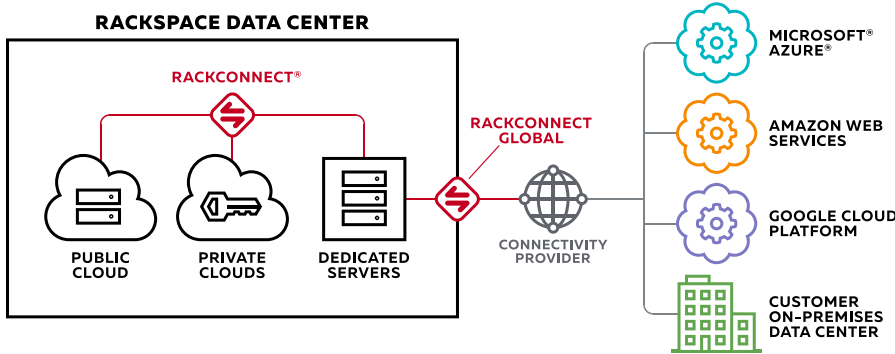 RACKSPACE DATA CENTER
RACKCONNECT®
PUBLIC
CLOUD
PRIVATE
CLOUDS
DEDICATED
SERVERS
RACKCONNECT
GLOBAL
CONNECTIVITY
PROVIDER
MICROSOFT®
AZURE®
AMAZON WEB
SERVICES
GOOGLE CLOUD
PLATFORM
CUSTOMER
ON-PREMISES
DATA CENTER